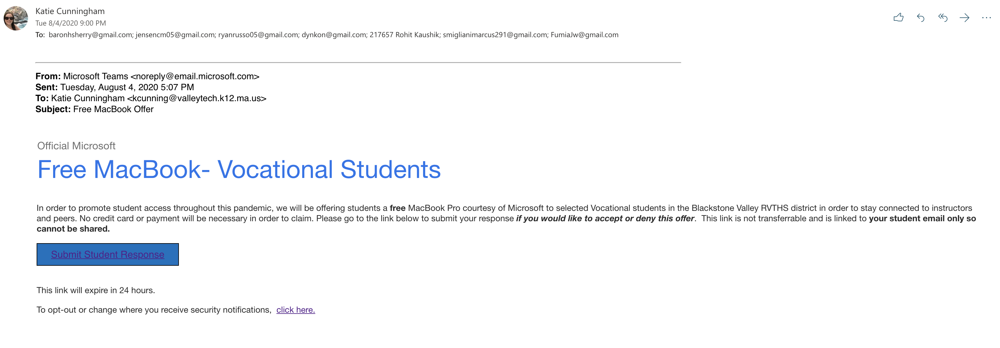 Katie Cunningham
Tue 8/4/2020 9:00 PM
To: baronhsherry@gmail.com; jensencm05@gmail.com; ryanrusso05@gmail.com; dynkon@gmail.com; 217657 Rohit Kaushik; smiglianimarcus291@gmail.com; FumiaJw@gmail.com
From: Microsoft Teams <noreply@email.microsoft.com>
Sent: Tuesday, August 4, 2020 5:07 PM
To: Katie Cunningham <kcunning@valleytech.k12.ma.us>
Subject: Free MacBook Offer
Official Microsoft
Free MacBook- Vocational Students
In order to promote student access throughout this pandemic, we will be offering students a free MacBook Pro courtesy of Microsoft to selected Vocational students in the Blackstone Valley RVTHS district in order to stay connected to instructors
and peers. No credit card or payment will be necessary in order to claim. Please go to the link below to submit your response if you would like to accept or deny this offer.  This link is not transferrable and is linked to your student email only so
cannot be shared.
Submit Student Response
This link will expire in 24 hours.
To opt-out or change where you receive security notifications,  click here.